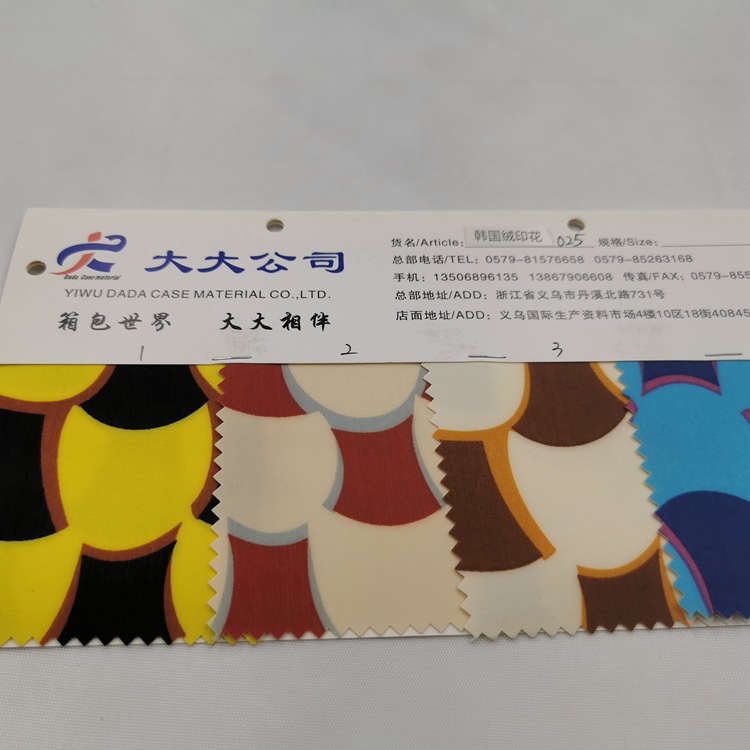 Dada Case material
大大公司
YIWU DADA CASE MATERIAL CO.,LTD.
箱包世界 大大相伴
货名/Article: 韩国绒印花 025 规格/Size:
总部电话/TEL: 0579-81576658 0579-85263168
手机: 13506896135 13867906608 传真/FAX: 0579-855
总部地址/ADD: 浙江省义乌市丹溪北路731号
店面地址/ADD: 义乌国际生产资料市场4楼10区18街40845
1 2 3